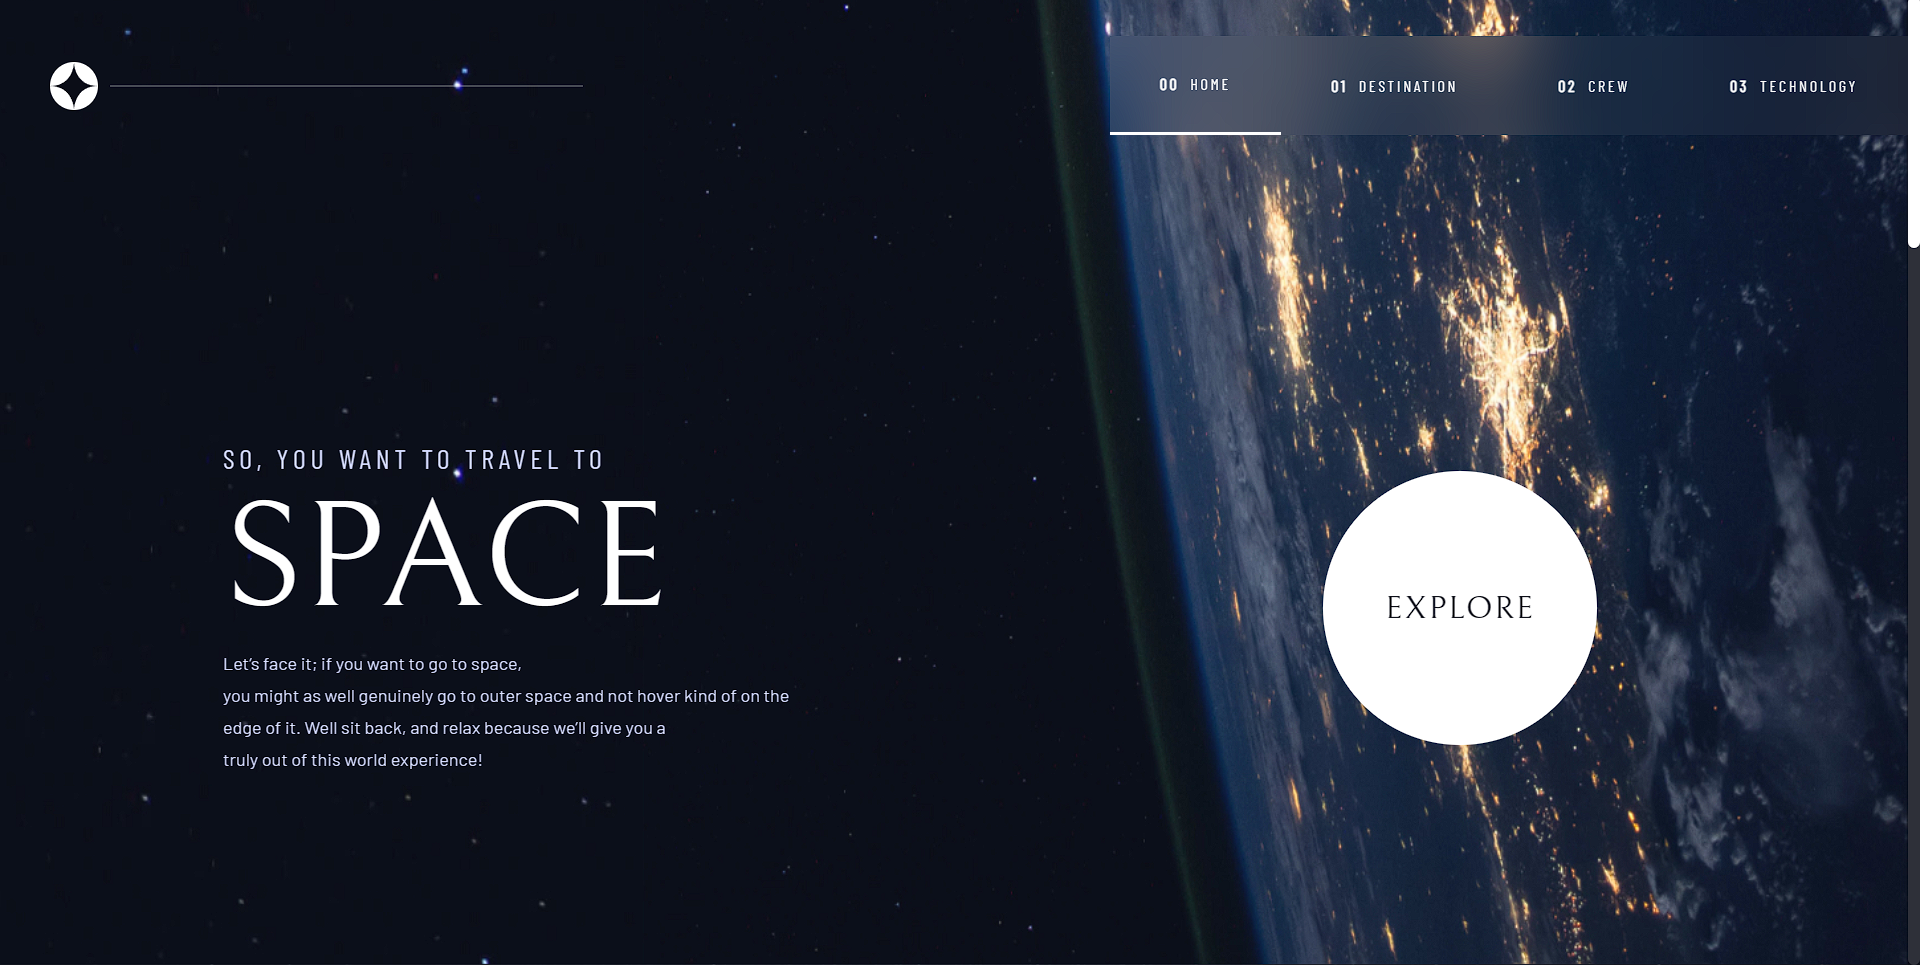 00 HOME 01 DESTINATION 02 CREW 03 TECHNOLOGY
SO, YOU WANT TO TRAVEL TO
SPACE
Let’s face it; if you want to go to space,
you might as well genuinely go to outer space and not hover kind of on the
edge of it. Well sit back, and relax because we’ll give you a
truly out of this world experience!
EXPLORE